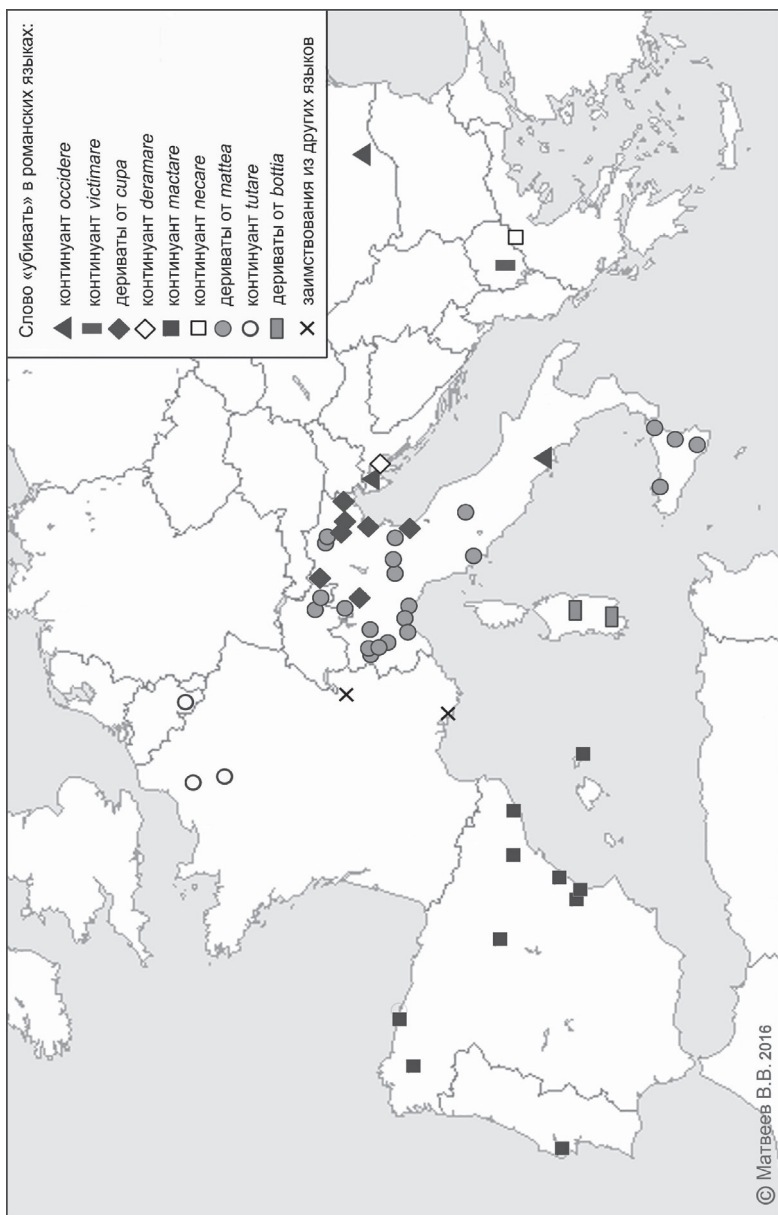 Слово «убивать» в романских языках:
континуант occidere
континуант victimare
дериваты от cupa
континуант deramare
континуант mactare
континуант necare
дериваты от mattea
континуант tutare
дериваты от bottia
заимствования из других языков
© Матвеев В.В. 2016